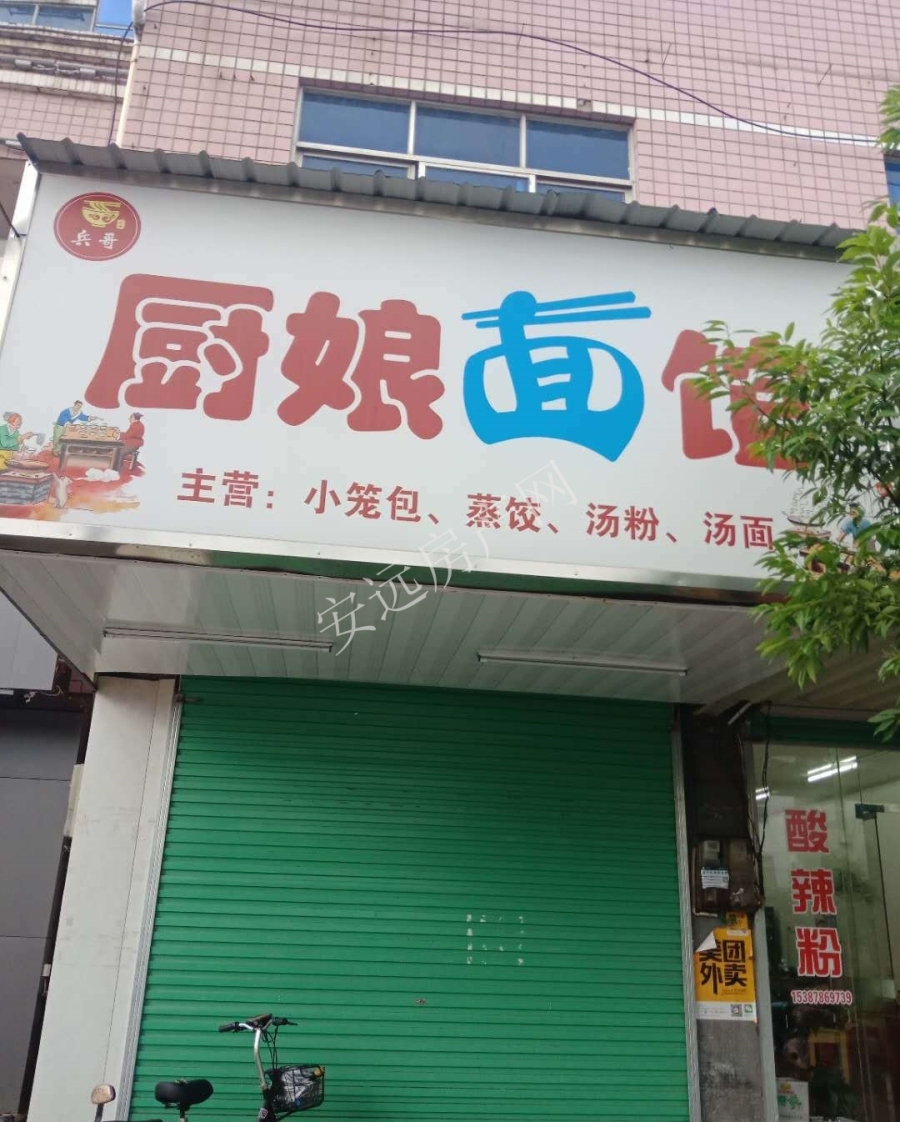 兵哥
厨娘面馆
主营：小笼包、蒸饺、汤粉、汤面
安远房产网
酸辣粉
15387869739
美团
外卖